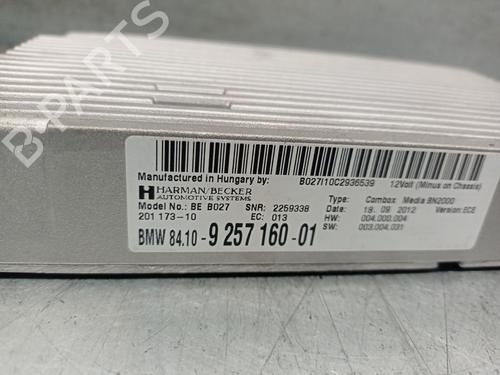 B-PARTS
Manufactured in Hungary by:
B027I10C2936539
12Volt (Minus on Chassis)
HARMAN/BECKER
AUTOMOTIVE SYSTEMS
Type: Combox Media BN2000
Model No.: BE B027 SNR: 2259338
Date: 18. 09 2012 Version:ECE
201 173-10 EC: 013
HW: 004.000.004
SW: 003.004.031
BMW 84.10 - 9 257 160 - 01